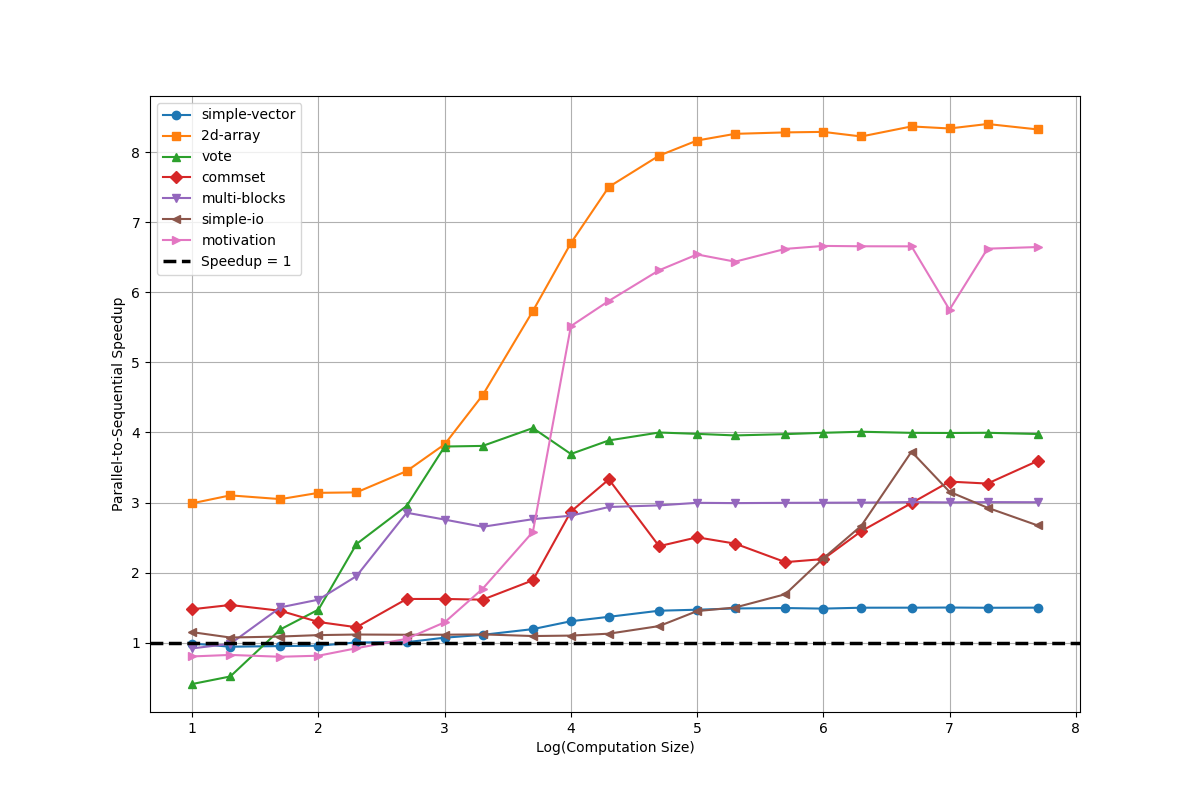 simple-vector
2d-array
vote
commset
multi-blocks
simple-io
motivation
Speedup = 1
Parallel-to-Sequential Speedup
8
7
6
5
4
3
2
1
1 2 3 4 5 6 7 8
Log(Computation Size)